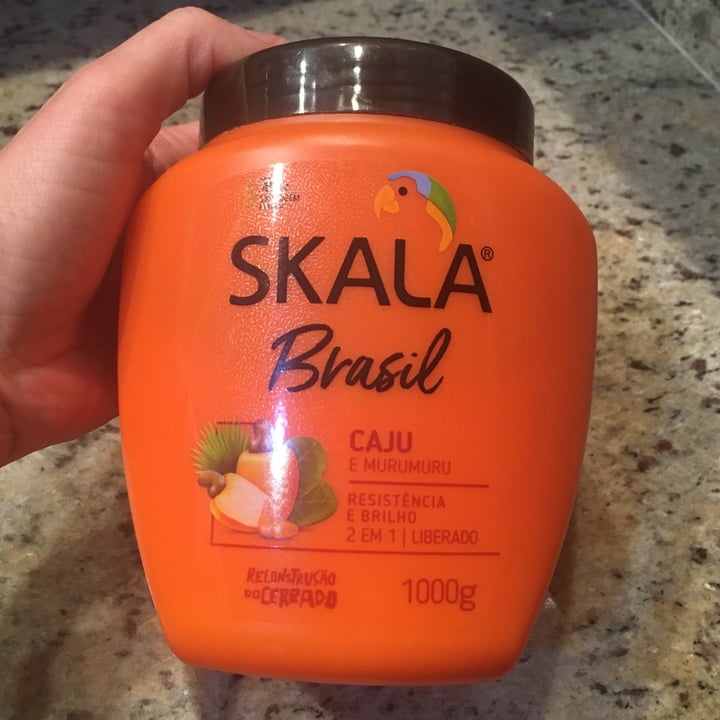 SKALA®
Brasil
CAJU
E MURUMURU
RESISTÊNCIA
E BRILHO
2 EM 1 | LIBERADO
RECONSTRUÇÃO
DO CERRADO
1000g